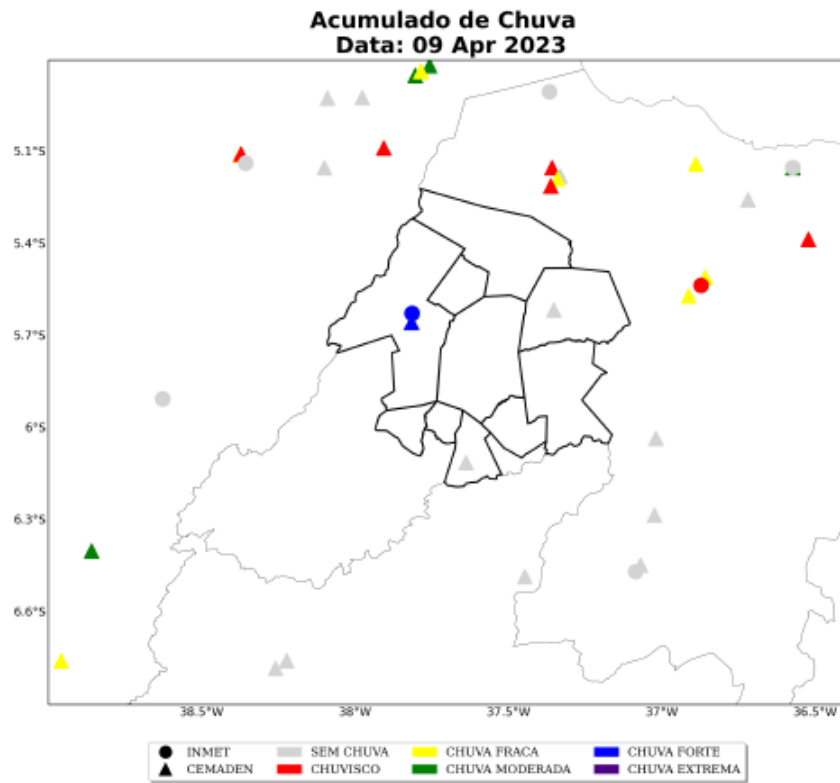 Acumulado de Chuva
Data: 09 Apr 2023
5.1°S
5.4°S
5.7°S
6°S
6.3°S
6.6°S
38.5°W 38°W 37.5°W 37°W 36.5°W
INMET SEM CHUVA CHUVA FRACA CHUVA FORTE
CEMADEN CHUVISCO CHUVA MODERADA CHUVA EXTREMA